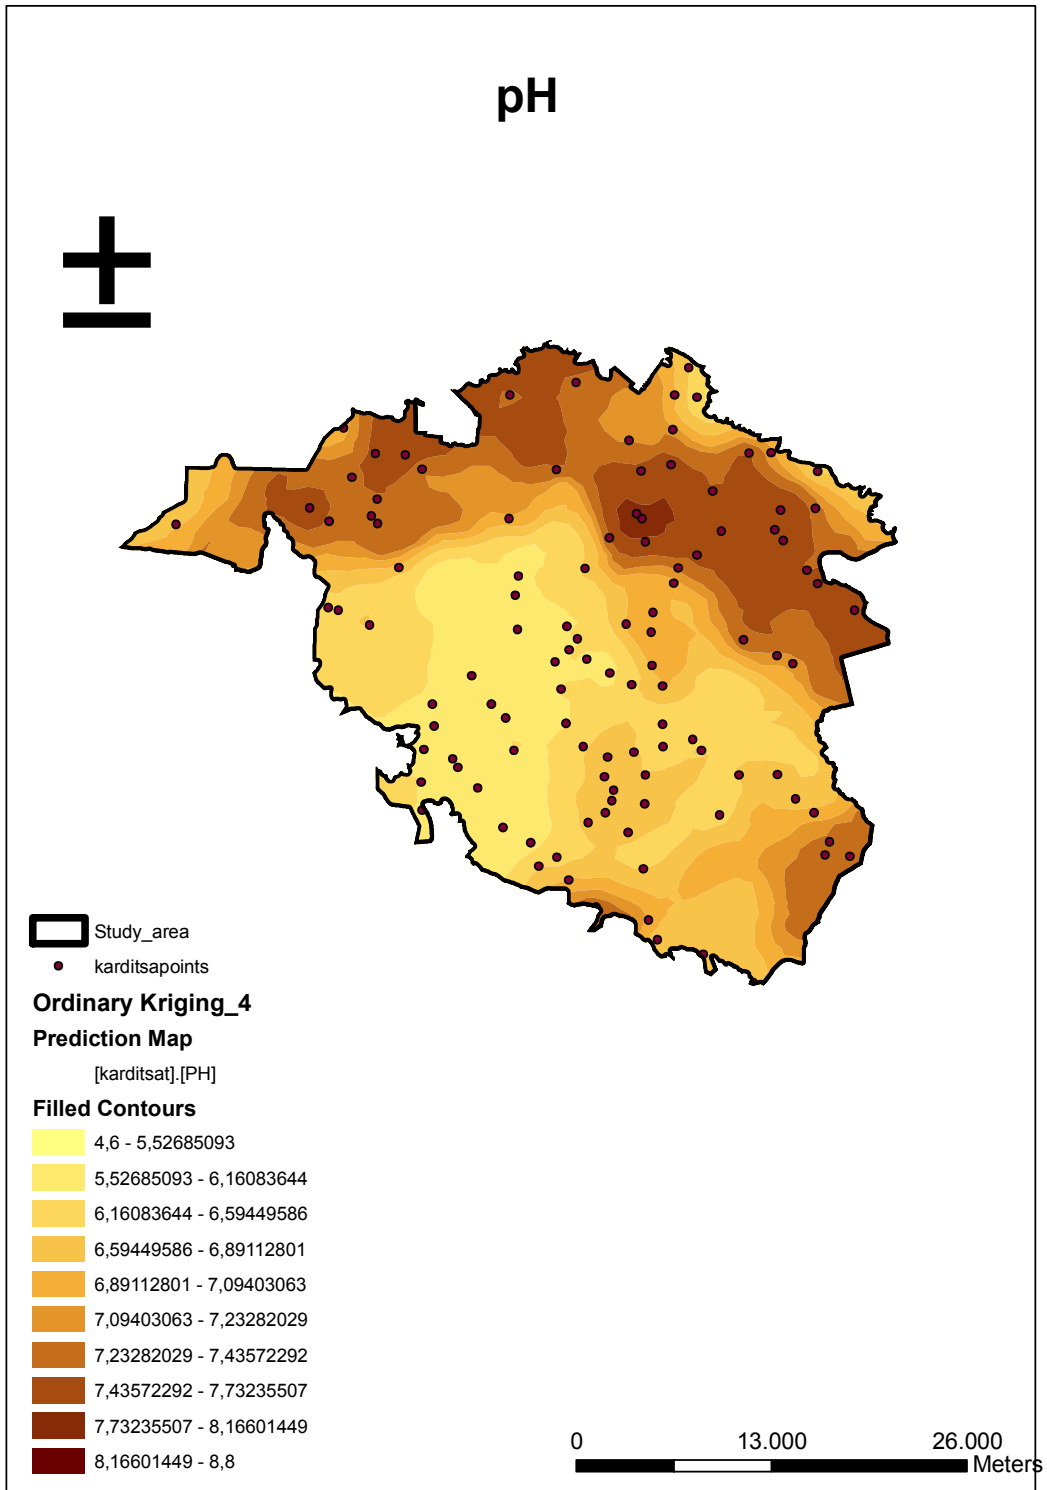 pH
Study_area
karditsapoints
Ordinary Kriging_4
Prediction Map
[karditsat].[PH]
Filled Contours
4,6 - 5,52685093
5,52685093 - 6,16083644
6,16083644 - 6,59449586
6,59449586 - 6,89112801
6,89112801 - 7,09403063
7,09403063 - 7,23282029
7,23282029 - 7,43572292
7,43572292 - 7,73235507
7,73235507 - 8,16601449
8,16601449 - 8,8
0 13.000 26.000
Meters